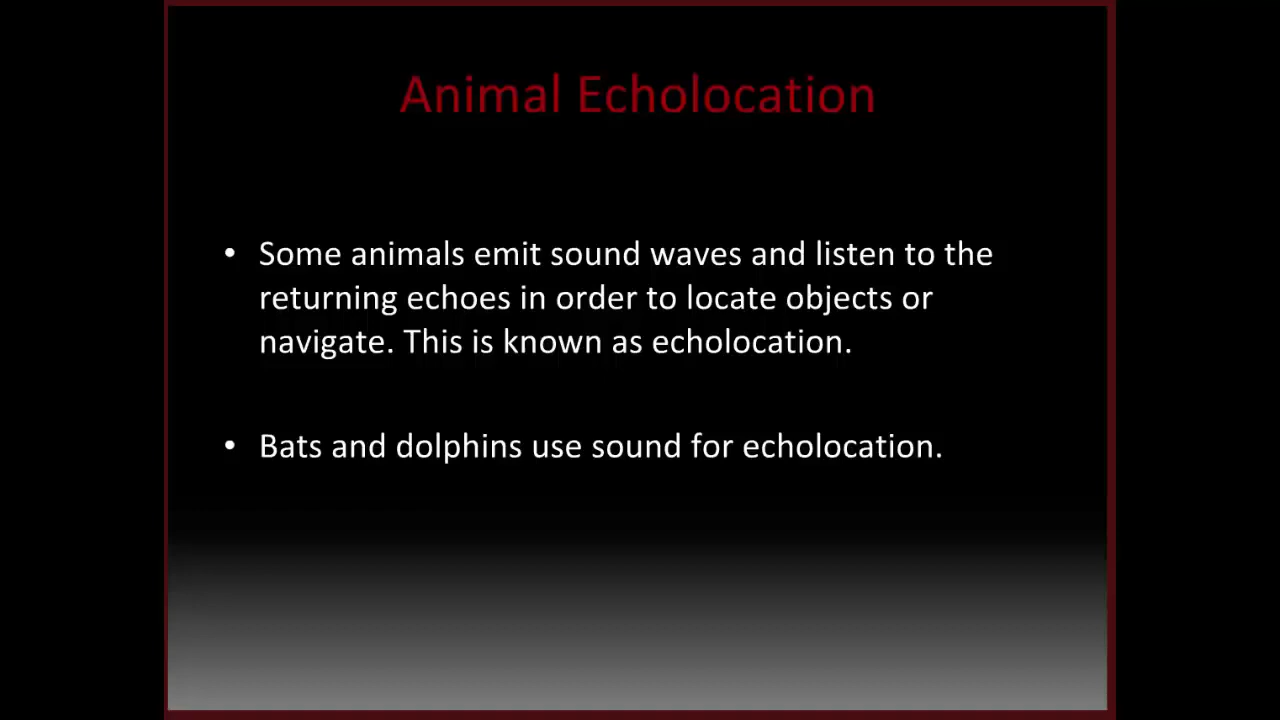 Animal Echolocation
• Some animals emit sound waves and listen to the
returning echoes in order to locate objects or
navigate. This is known as echolocation.
• Bats and dolphins use sound for echolocation.